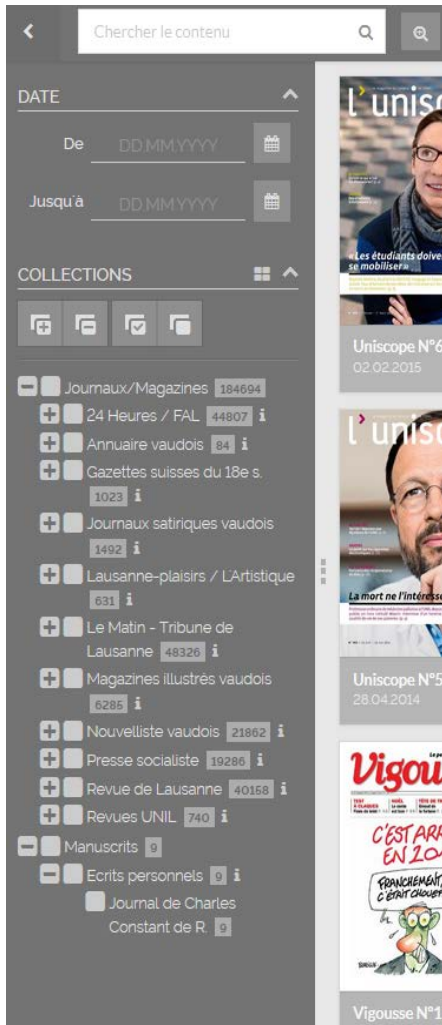 Chercher le contenu
DATE
De DD.MM.YYYY
Jusqu'à DD.MM.YYYY
COLLECTIONS
Journaux/Magazines 184694
24 Heures / FAL 44807 i
Annuaire vaudois 84 i
Gazettes suisses du 18e s.
1023 i
Journaux satiriques vaudois
1492 i
Lausanne-plaisirs / L'Artistique
631 i
Le Matin - Tribune de
Lausanne 48326 i
Magazines illustrés vaudois
6285 i
Nouvelliste vaudois 21862 i
Presse socialiste 19286 i
Revue de Lausanne 40158 i
Revues UNIL 740 i
Manuscrits 9
Ecrits personnels 9 i
Journal de Charles
Constant de R. 9
l'unisc
«Les étudiants doive
se mobiliser»
Uniscope N°6
02.02.2015
l'unisc
La mort ne l'intéresse
Uniscope N°5
28.04.2014
Vigou
C'EST ARR
EN 20
FRANCHEMENT,
C'ÉTAIT CHOUET
Vigousse N°1